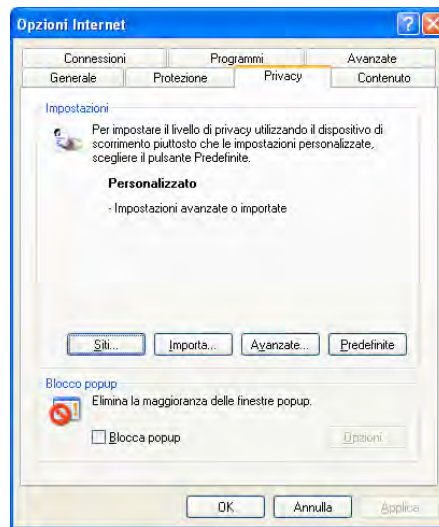 Opzioni Internet
Connessioni Programmi Avanzate
Generale Protezione Privacy Contenuto
Impostazioni
Per impostare il livello di privacy utilizzando il dispositivo di
scorrimento piuttosto che le impostazioni personalizzate,
scegliere il pulsante Predefinite.
Personalizzato
- Impostazioni avanzate o importate
Siti... Importa... Avanzate... Predefinite
Blocco popup
Elimina la maggioranza delle finestre popup.
Blocca popup Opzioni...
OK Annulla Applica